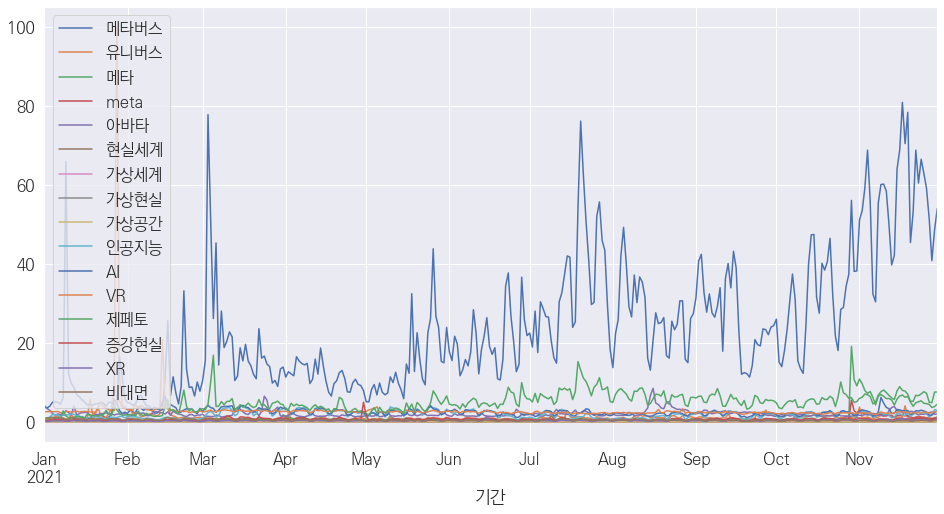 100
80
60
40
20
0
메타버스
유니버스
메타
meta
아바타
현실세계
가상세계
가상현실
가상공간
인공지능
AI
VR
제페토
증강현실
XR
비대면
Jan Feb Mar Apr May Jun Jul Aug Sep Oct Nov
2021
기간